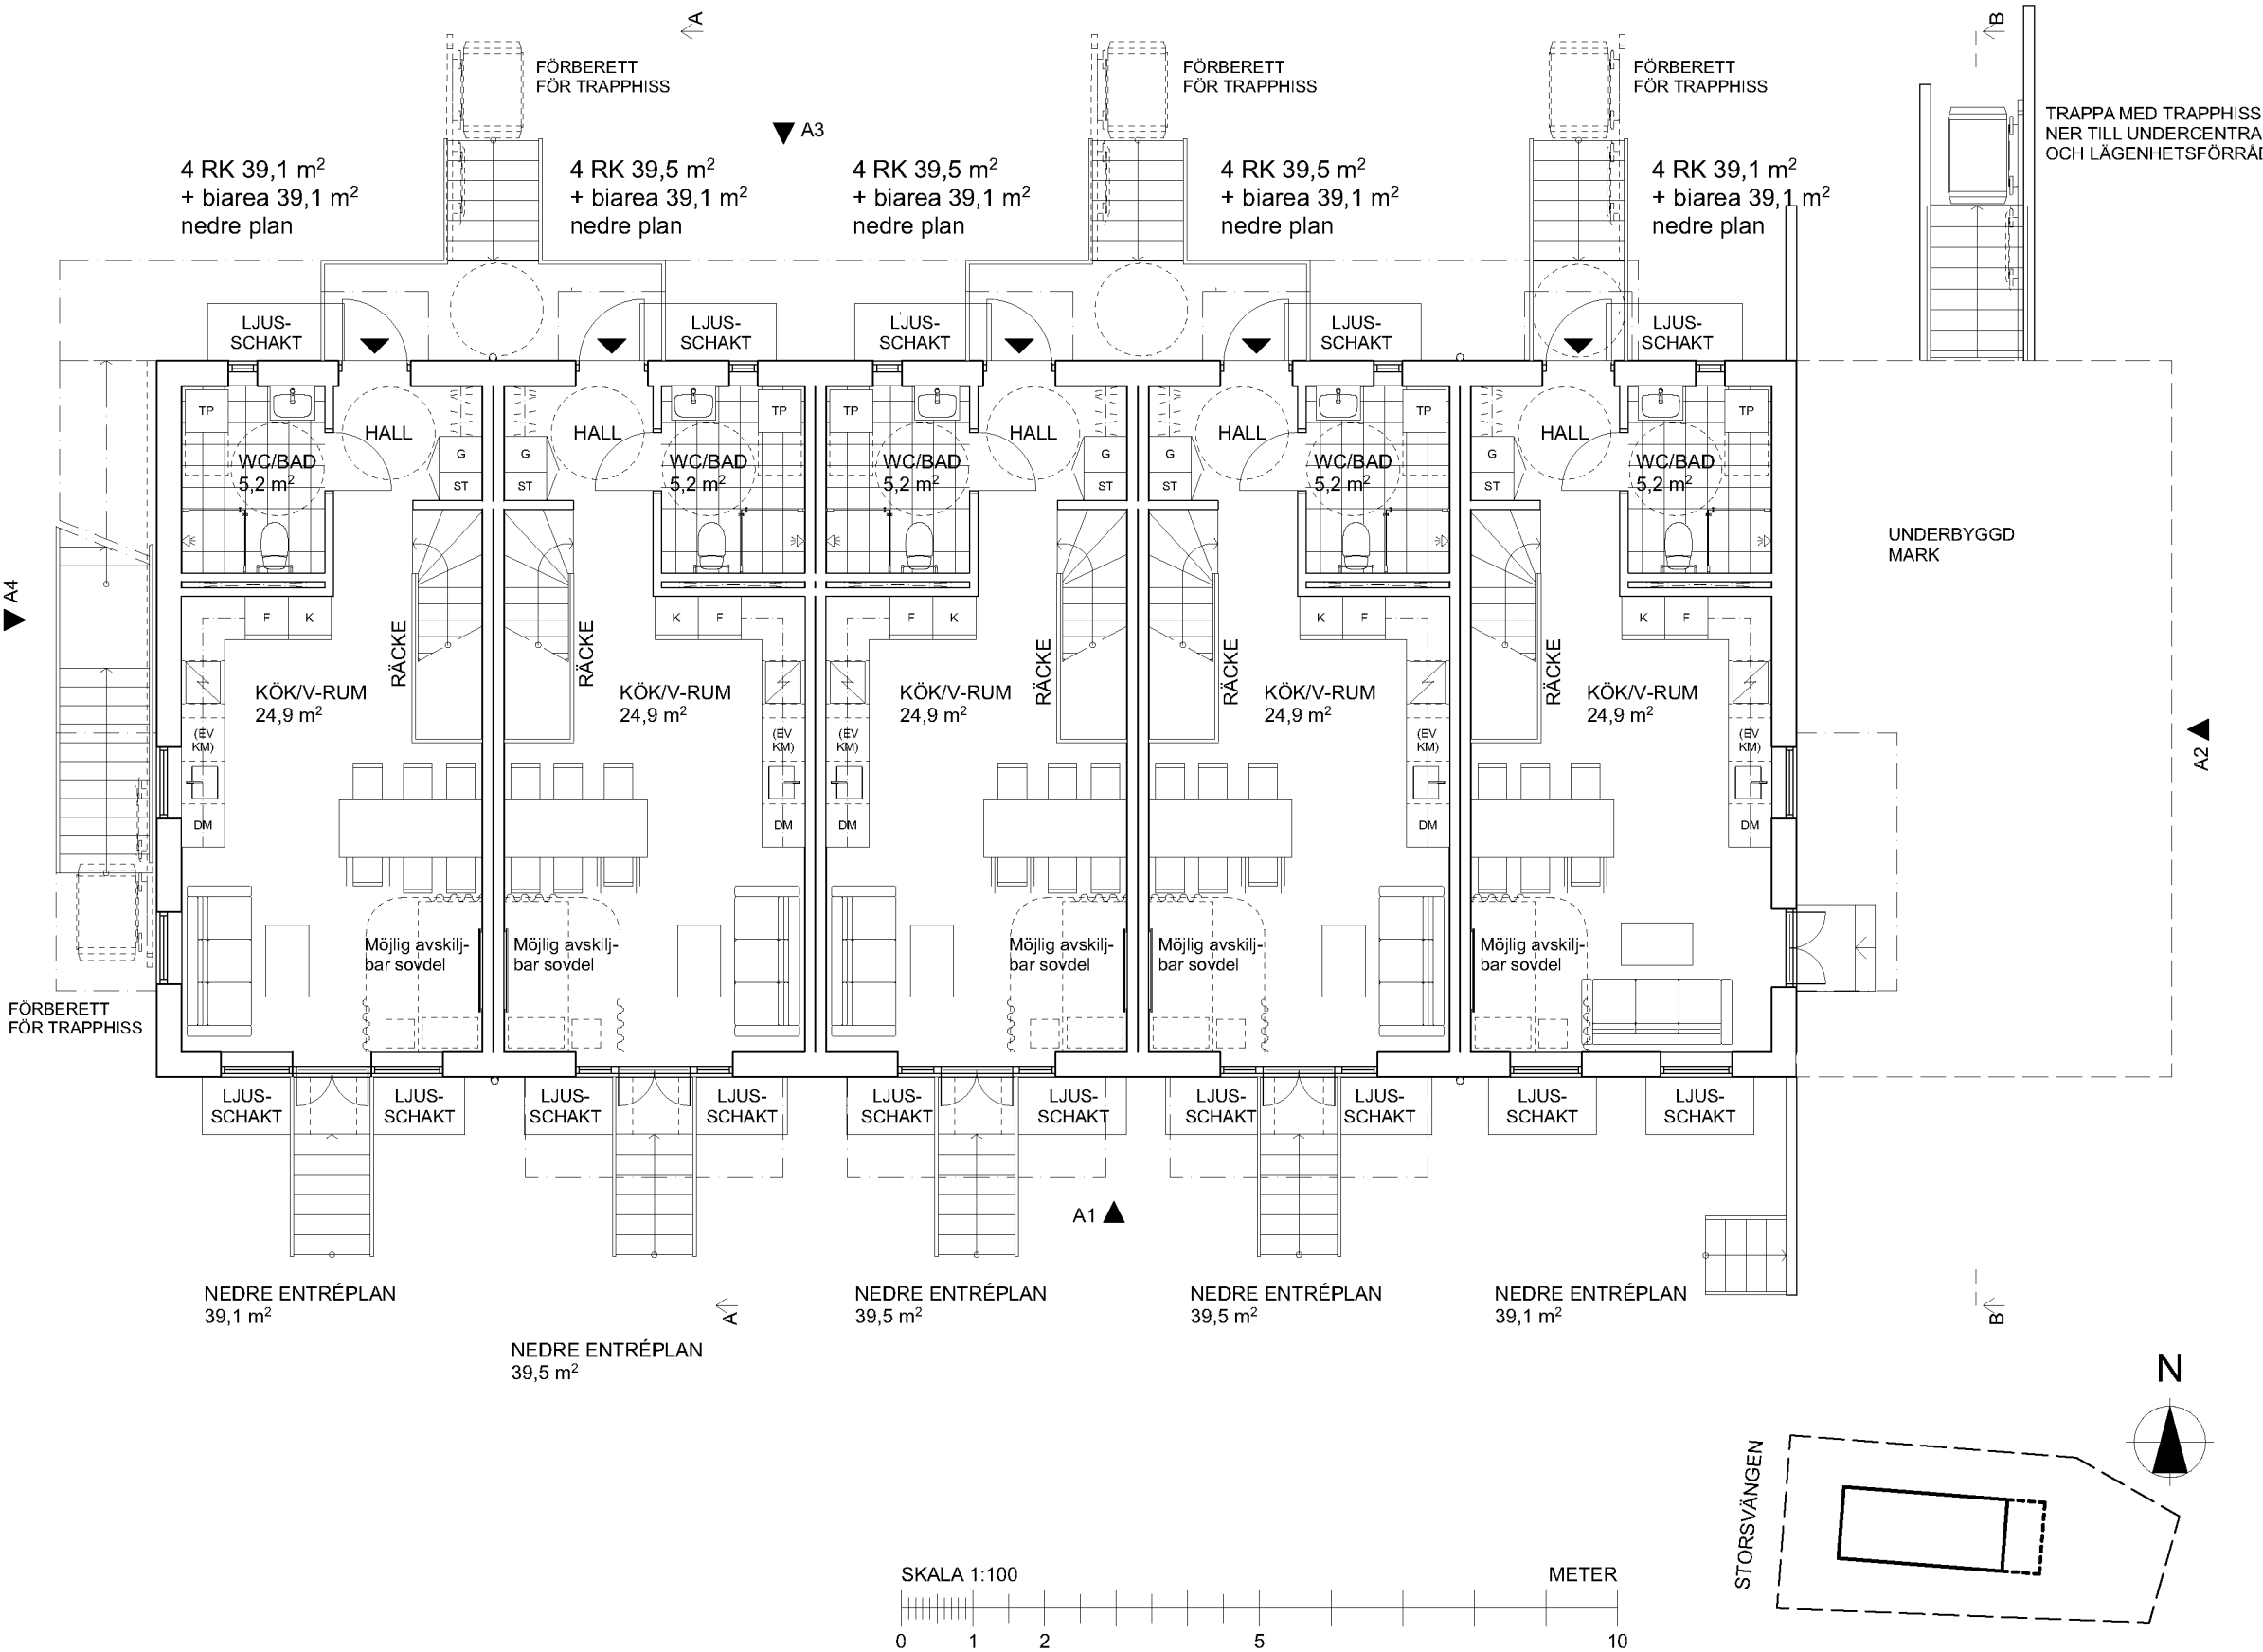 A
B
FÖRBERETT
FÖR TRAPPHISS
FÖRBERETT
FÖR TRAPPHISS
FÖRBERETT
FÖR TRAPPHISS
TRAPPA MED TRAPPHISS
NER TILL UNDERCENTRA
OCH LÄGENHETSFÖRRÅ
A3
4 RK 39,1 m²
+ biarea 39,1 m²
nedre plan
4 RK 39,5 m²
+ biarea 39,1 m²
nedre plan
4 RK 39,5 m²
+ biarea 39,1 m²
nedre plan
4 RK 39,5 m²
+ biarea 39,1 m²
nedre plan
4 RK 39,1 m²
+ biarea 39,1 m²
nedre plan
LJUS-
SCHAKT
LJUS-
SCHAKT
LJUS-
SCHAKT
LJUS-
SCHAKT
LJUS-
SCHAKT
TP
HALL
WC/BAD
5,2 m²
G
ST
HALL
G
ST
WC/BAD
5,2 m²
TP
TP
WC/BAD
5,2 m²
HALL
G
ST
G
ST
HALL
WC/BAD
5,2 m²
TP
G
ST
HALL
WC/BAD
5,2 m²
TP
UNDERBYGGD
MARK
A4
A2
F K
RÄCKE
KÖK/V-RUM
24,9 m²
(EV
KM)
DM
RÄCKE
K F
KÖK/V-RUM
24,9 m²
(EV
KM)
DM
F K
KÖK/V-RUM
24,9 m²
RÄCKE
(EV
KM)
DM
RÄCKE
K F
KÖK/V-RUM
24,9 m²
(EV
KM)
DM
RÄCKE
K F
KÖK/V-RUM
24,9 m²
(EV
KM)
DM
Möjlig avskilj-
bar sovdel
Möjlig avskilj-
bar sovdel
Möjlig avskilj-
bar sovdel
Möjlig avskilj-
bar sovdel
Möjlig avskilj-
bar sovdel
FÖRBERETT
FÖR TRAPPHISS
LJUS-
SCHAKT
LJUS-
SCHAKT
LJUS-
SCHAKT
LJUS-
SCHAKT
LJUS-
SCHAKT
LJUS-
SCHAKT
LJUS-
SCHAKT
LJUS-
SCHAKT
LJUS-
SCHAKT
LJUS-
SCHAKT
A1
NEDRE ENTRÉPLAN
39,1 m²
NEDRE ENTRÉPLAN
39,5 m²
A
NEDRE ENTRÉPLAN
39,5 m²
NEDRE ENTRÉPLAN
39,5 m²
NEDRE ENTRÉPLAN
39,1 m²
B
N
STORSVÄNGEN
SKALA 1:100 METER
0 1 2 5 10